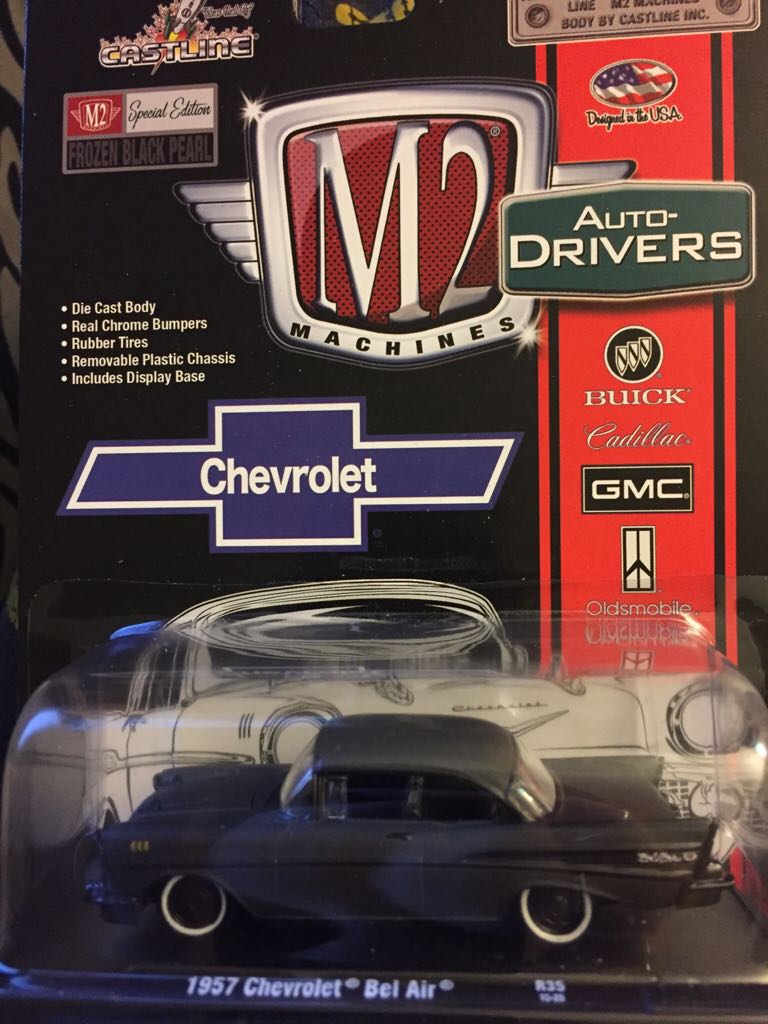 CASTLINE
LINE M2 MACHINES
BODY BY CASTLINE INC.
M2 Special Edition
FROZEN BLACK PEARL
Designed in the U.S.A.
M2®
MACHINES
AUTO-
DRIVERS
• Die Cast Body
• Real Chrome Bumpers
• Rubber Tires
• Removable Plastic Chassis
• Includes Display Base
BUICK
Cadillac
GMC
Chevrolet
Oldsmobile
Chevrolet
1957 Chevrolet® Bel Air® R35